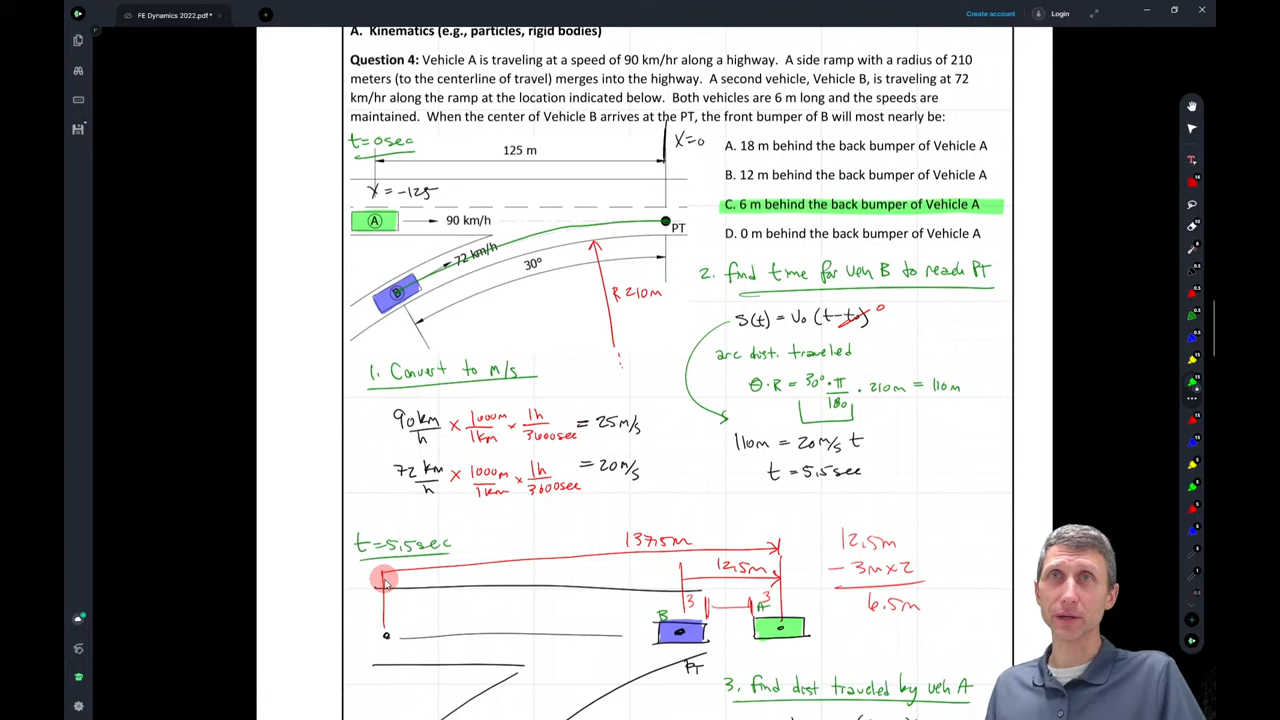 FE Dynamics 2022.pdf*
Create account
Login
A. Kinematics (e.g., particles, rigid bodies)
Question 4: Vehicle A is traveling at a speed of 90 km/hr along a highway. A side ramp with a radius of 210
meters (to the centerline of travel) merges into the highway. A second vehicle, Vehicle B, is traveling at 72
km/hr along the ramp at the location indicated below. Both vehicles are 6 m long and the speeds are
maintained. When the center of Vehicle B arrives at the PT, the front bumper of B will most nearly be:
t=0sec
125 m
X=0
X=-125
A
90 km/h
PT
72 km/h
30°
B
R 210m
A. 18 m behind the back bumper of Vehicle A
B. 12 m behind the back bumper of Vehicle A
C. 6 m behind the back bumper of Vehicle A
D. 0 m behind the back bumper of Vehicle A
2. find time for veh B to reach PT
S(t) = v₀ (t-t₀) 0
arc dist. traveled
θ·R = 30°·π/180 · 210m = 110m
110m = 20m/s t
t = 5.5sec
1. Convert to m/s
90km/h × 1000m/1km × 1h/3600sec = 25m/s
72 km/h × 1000m/1km × 1h/3600sec = 20m/s
t=5.5sec
137.5m
12.5m
3
3
B
A
PT
12.5m
- 3m×2
6.5m
3. find dist traveled by veh A